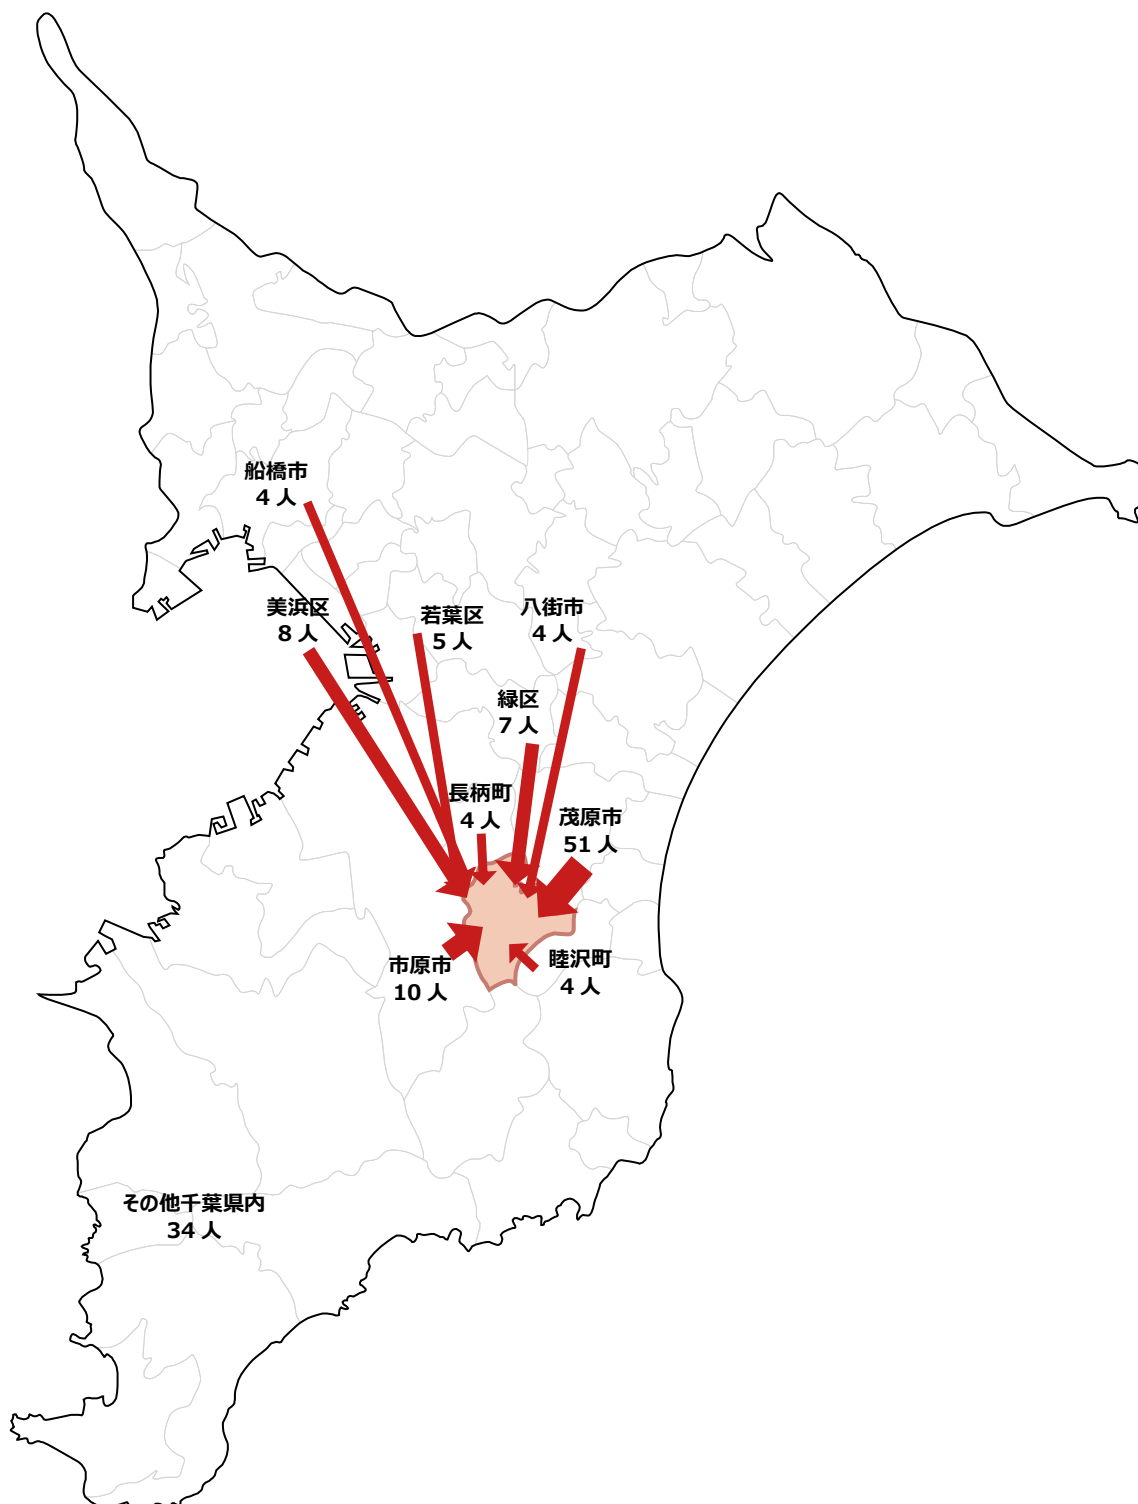 船橋市
4 人
美浜区
8 人
若葉区
5 人
八街市
4 人
緑区
7 人
長柄町
4 人
茂原市
51 人
市原市
10 人
睦沢町
4 人
その他千葉県内
34 人